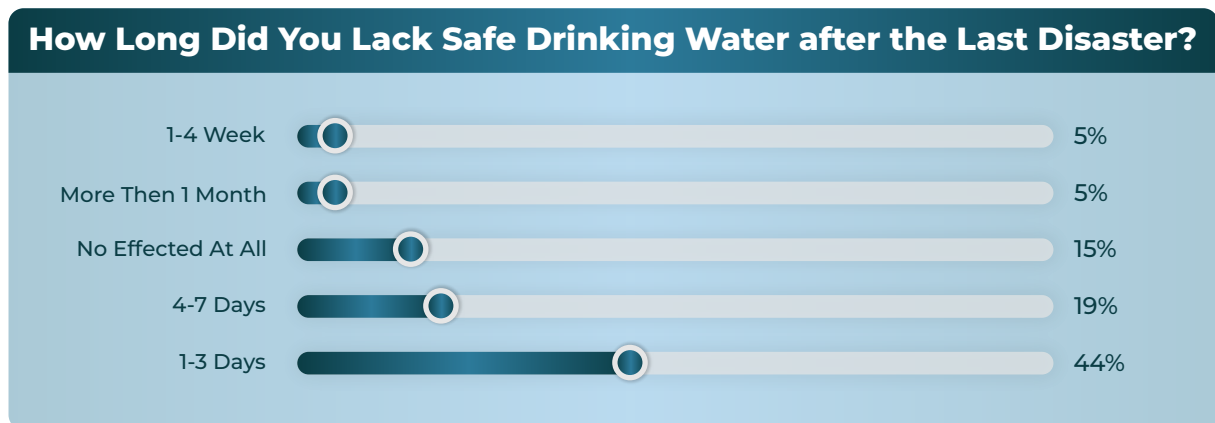 How Long Did You Lack Safe Drinking Water after the Last Disaster?
1-4 Week 5%
More Then 1 Month 5%
No Effected At All 15%
4-7 Days 19%
1-3 Days 44%